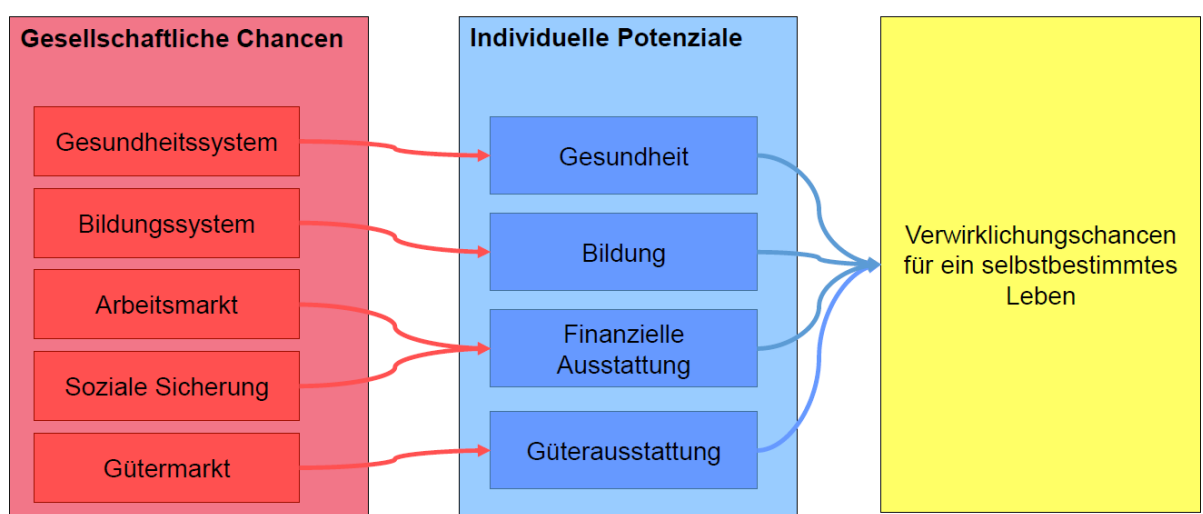 Gesellschaftliche Chancen
Gesundheitssystem
Bildungssystem
Arbeitsmarkt
Soziale Sicherung
Gütermarkt
Individuelle Potenziale
Gesundheit
Bildung
Finanzielle
Ausstattung
Güterausstattung
Verwirklichungschancen
für ein selbstbestimmtes
Leben